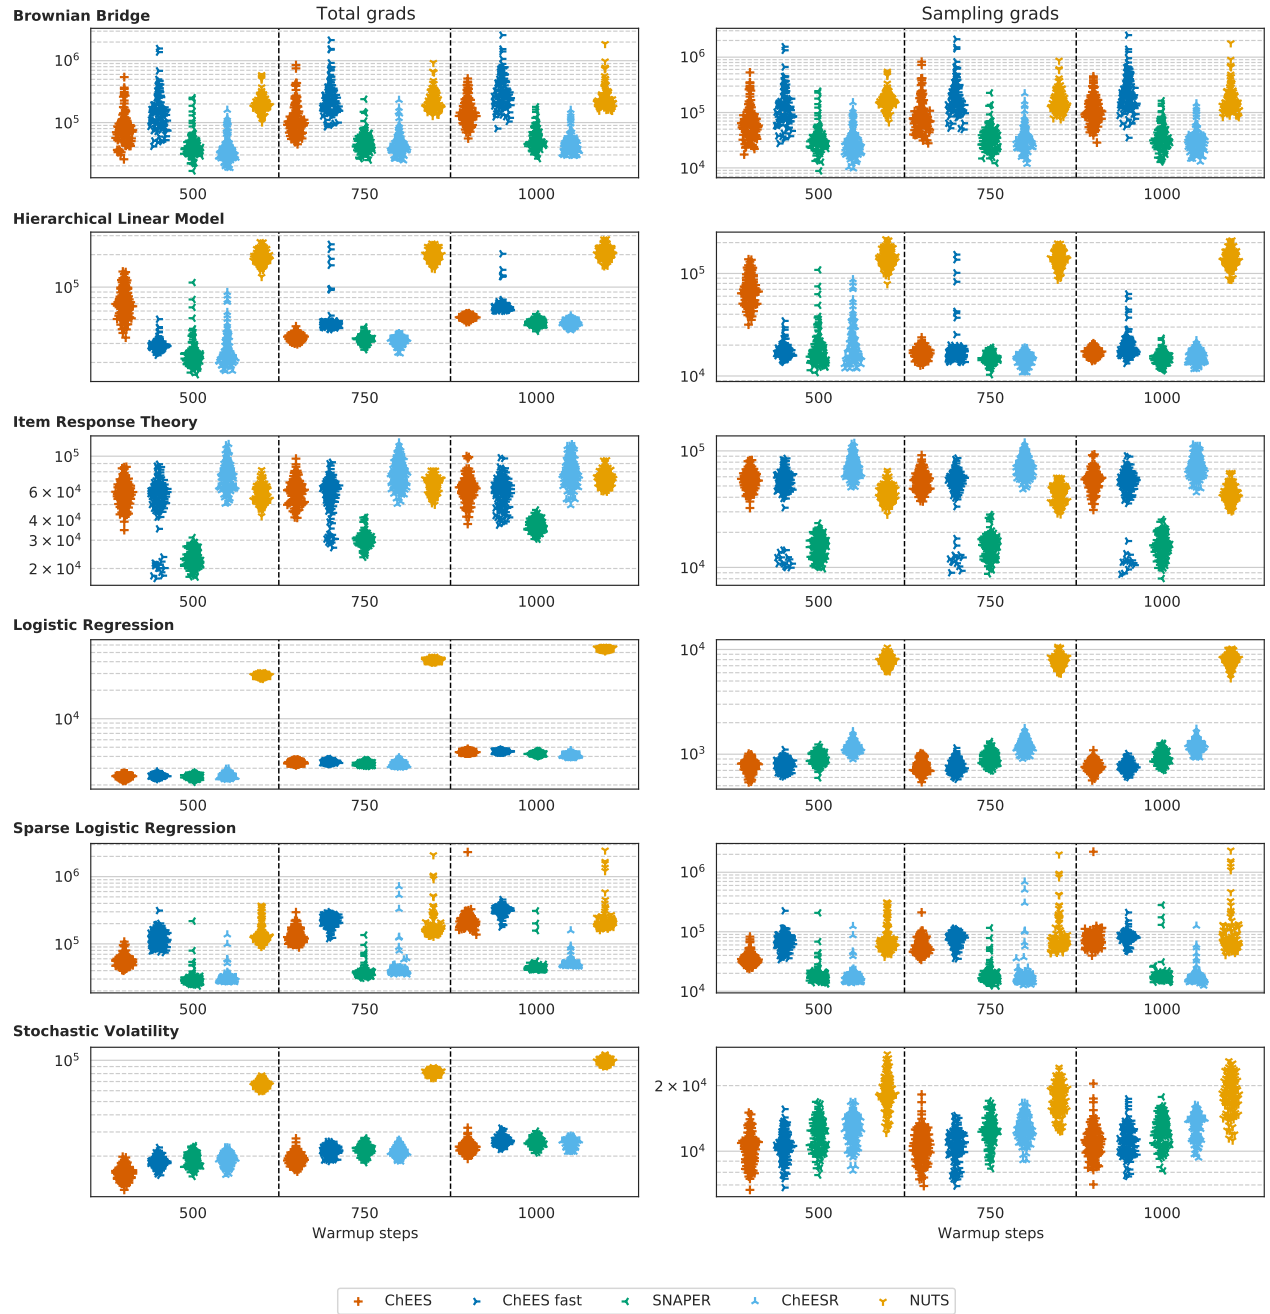 Brownian Bridge
Total grads
Sampling grads
10^6
10^5
500
750
1000
10^6
10^5
10^4
500
750
1000
Hierarchical Linear Model
10^5
500
750
1000
10^5
10^4
500
750
1000
Item Response Theory
10^5
6 × 10^4
4 × 10^4
3 × 10^4
2 × 10^4
500
750
1000
10^5
10^4
500
750
1000
Logistic Regression
10^4
500
750
1000
10^4
10^3
500
750
1000
Sparse Logistic Regression
10^6
10^5
500
750
1000
10^6
10^5
10^4
500
750
1000
Stochastic Volatility
10^5
500
750
1000
Warmup steps
2 × 10^4
10^4
500
750
1000
Warmup steps
ChEES
ChEES fast
SNAPER
ChEESR
NUTS